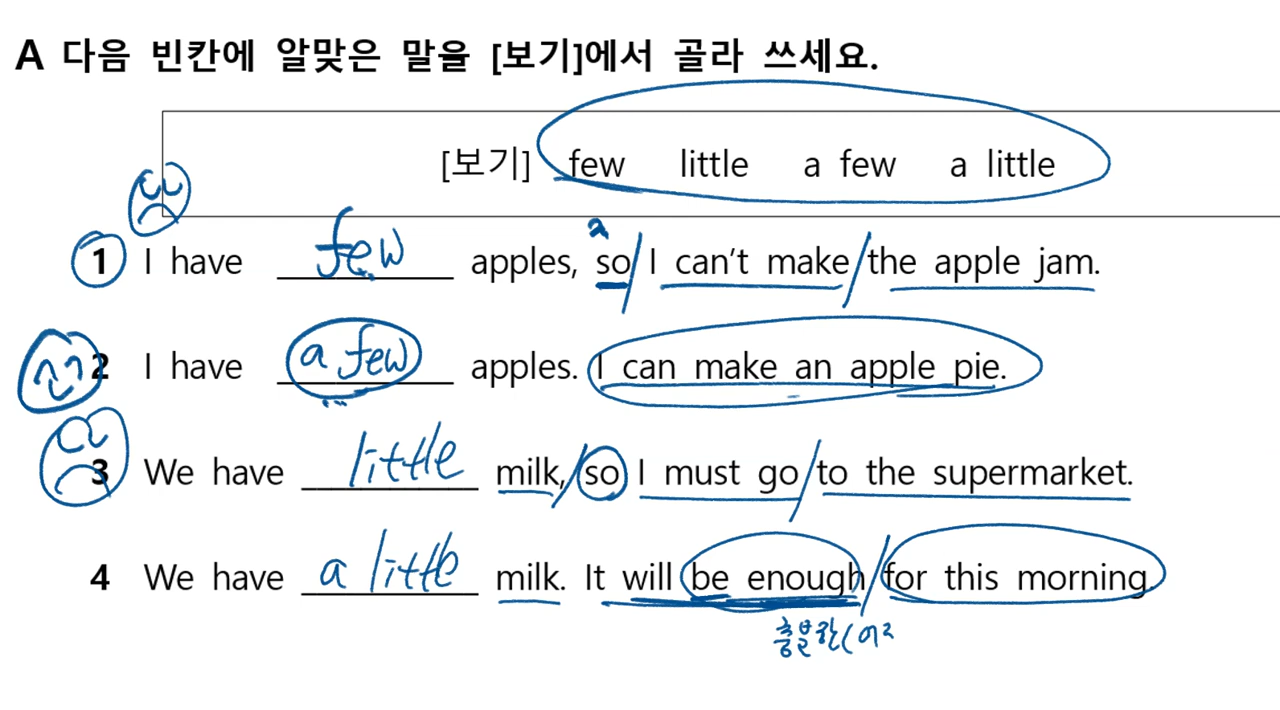 A 다음 빈칸에 알맞은 말을 [보기]에서 골라 쓰세요.
[보기] few little a few a little
1 I have few apples, so I can't make the apple jam.
2 I have a few apples. I can make an apple pie.
3 We have little milk, so I must go to the supermarket.
4 We have a little milk. It will be enough for this morning.
충분한